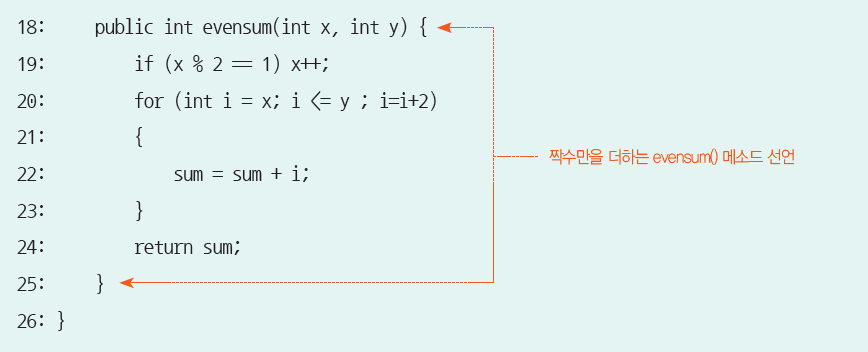 18:     public int evensum(int x, int y) {
19:         if (x % 2 == 1) x++;
20:         for (int i = x; i <= y ; i=i+2)
21:         {
22:             sum = sum + i;
짝수만을 더하는 evensum() 메소드 선언
23:         }
24:         return sum;
25:     }
26: }